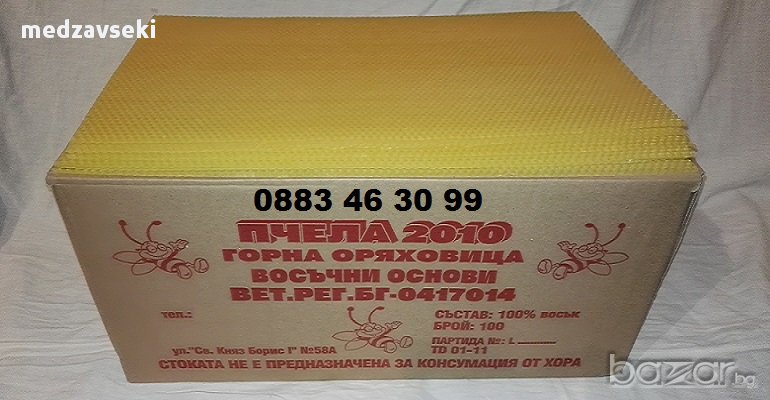 medzavseki
0883 46 30 99
ПЧЕЛА 2010
ГОРНА ОРЯХОВИЦА
ВОСЪЧНИ ОСНОВИ
ВЕТ.РЕГ.БГ-0417014
тел.:
СЪСТАВ: 100% восък
БРОЙ: 100
ПАРТИДА №: L ..........
ТD 01-11
ул."Св. Княз Борис I" №58А
СТОКАТА НЕ Е ПРЕДНАЗНАЧЕНА ЗА КОНСУМАЦИЯ ОТ ХОРА
bazar.bg